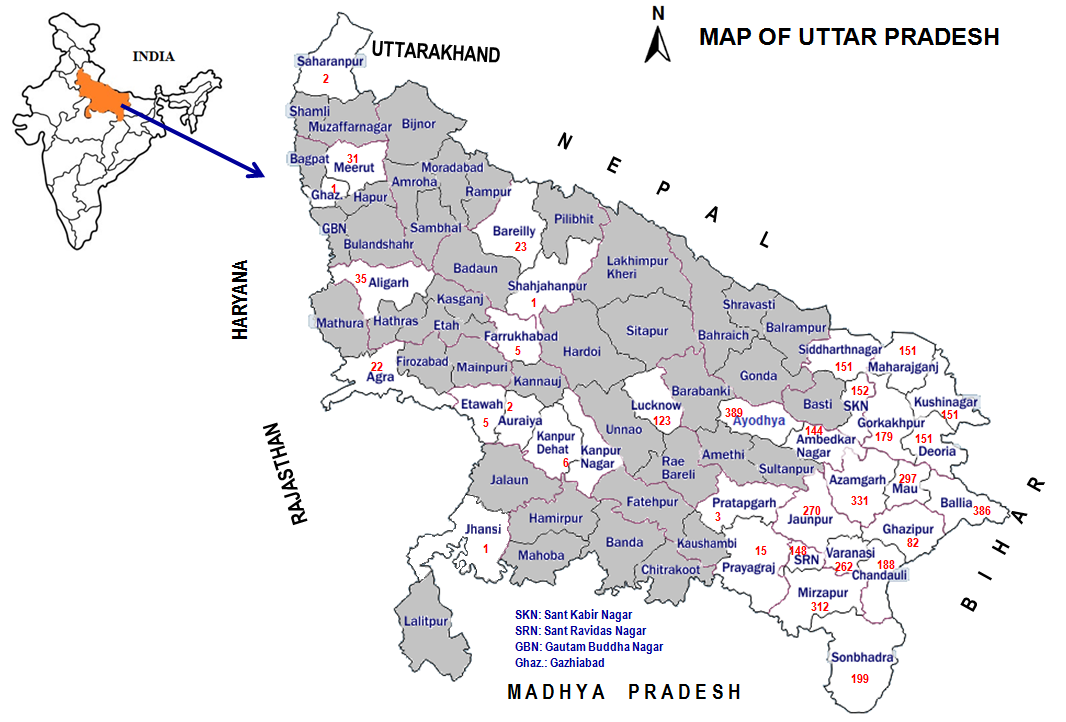 MAP OF UTTAR PRADESH
N
INDIA
UTTARAKHAND
Saharanpur
2
Shamli
Muzaffarnagar
Bijnor
NEPAL
Bagpat
31
Meerut
Moradabad
1
Ghaz.
Hapur
Amroha
Rampur
GBN
Bulandshahr
Sambhal
Bareilly
23
Pilibhit
HARYANA
35
Aligarh
Badaun
Shahjahanpur
1
Lakhimpur
Kheri
Kasganj
Mathura
Hathras
Etah
Farrukhabad
5
Sitapur
Shravasti
Bahraich
Balrampur
22
Agra
Firozabad
Mainpuri
Hardoi
Siddharthnagar
151
151
Maharajganj
Kannauj
Gonda
Barabanki
152
SKN
Basti
Kushinagar
151
Etawah
2
5
Auraiya
Lucknow
123
389
Ayodhya
144
Ambedkar
Nagar
Gorkakhpur
179
151
Deoria
Kanpur
Dehat
6
Kanpur
Nagar
Unnao
RAJASTHAN
Rae
Bareli
Amethi
Sultanpur
Azamgarh
331
297
Mau
Jalaun
Ballia
386
BIHAR
Fatehpur
Pratapgarh
3
270
Jaunpur
Hamirpur
Ghazipur
82
Jhansi
1
Mahoba
Banda
Kaushambi
15
Prayagraj
148
SRN
Varanasi
262
188
Chandauli
Chitrakoot
Mirzapur
312
Lalitpur
SKN: Sant Kabir Nagar
SRN: Sant Ravidas Nagar
GBN: Gautam Buddha Nagar
Ghaz.: Gazhiabad
Sonbhadra
199
MADHYA PRADESH